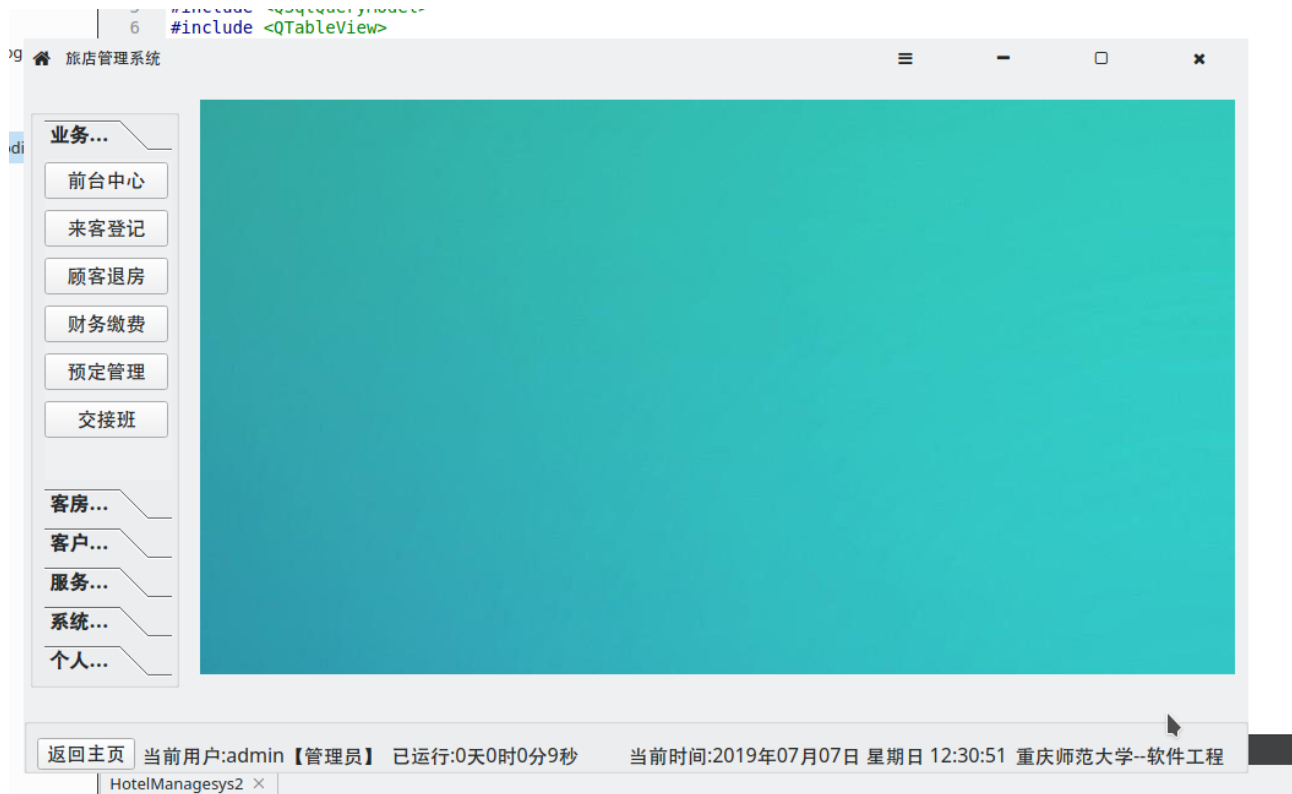 6 #include <QTableView>
旅店管理系统
业务...
前台中心
来客登记
顾客退房
财务缴费
预定管理
交接班
客房...
客户...
服务...
系统...
个人...
返回主页 当前用户:admin【管理员】 已运行:0天0时0分9秒 当前时间:2019年07月07日 星期日 12:30:51 重庆师范大学--软件工程
HotelManagesys2